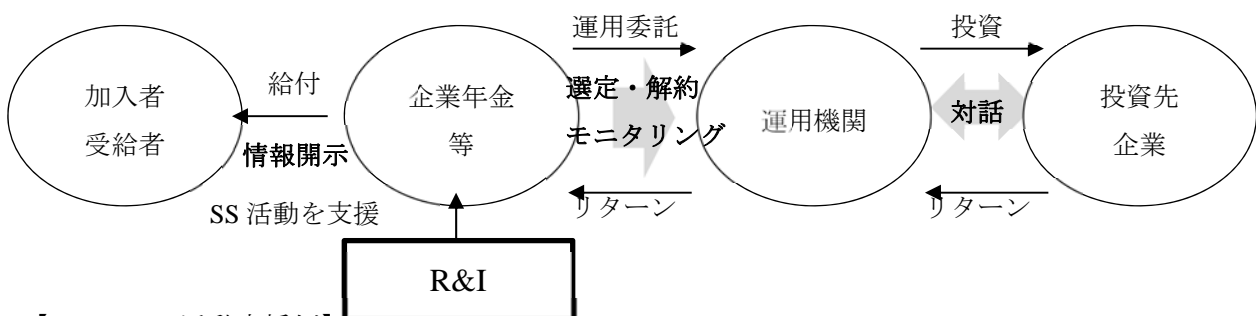 運用委託
投資
給付
選定・解約
加入者
企業年金
運用機関
対話
投資先
受給者
等
モニタリング
企業
情報開示
SS 活動を支援
リターン
リターン
R&I